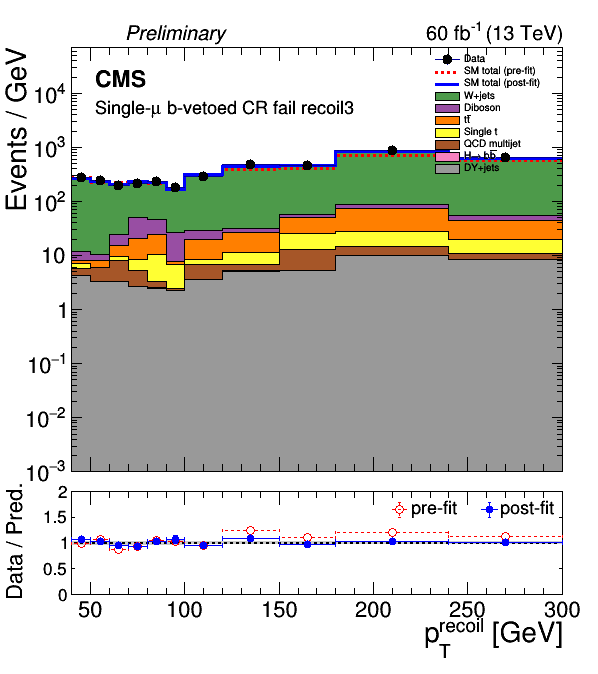 Preliminary 60 fb⁻¹ (13 TeV)
CMS
Single-μ b-vetoed CR fail recoil3
Data
SM total (pre-fit)
SM total (post-fit)
W+jets
Diboson
tt̄
Single t
QCD multijet
H→ bb̄
DY+jets
Events / GeV
10⁴
10³
10²
10
1
10⁻¹
10⁻²
10⁻³
pre-fit post-fit
Data / Pred.
2
1.5
1
0.5
0
50 100 150 200 250 300
p_T^recoil [GeV]